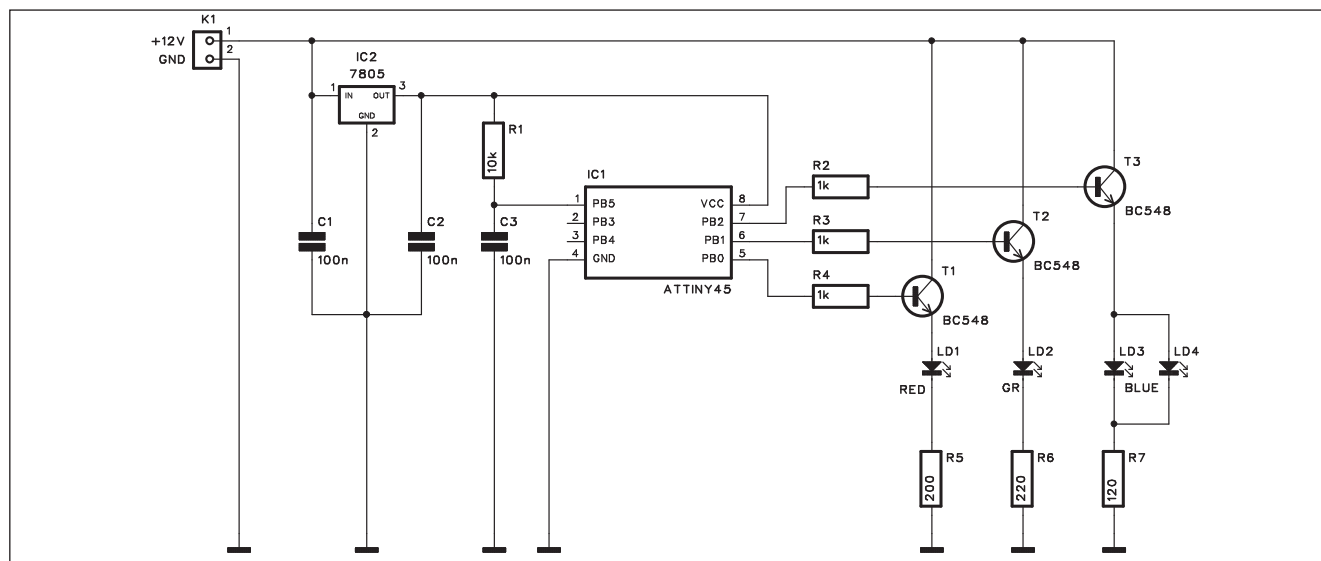 K1
+12V
1
GND
2
IC2
7805
1
IN
OUT
3
GND
2
R1
10k
C1
100n
C2
100n
C3
100n
IC1
1
PB5
VCC
8
2
PB3
PB2
7
3
PB4
PB1
6
4
GND
PB0
5
ATTINY45
R2
1k
R3
1k
R4
1k
T3
BC548
T2
BC548
T1
BC548
LD1
RED
LD2
GR
LD3
BLUE
LD4
R5
200
R6
220
R7
120